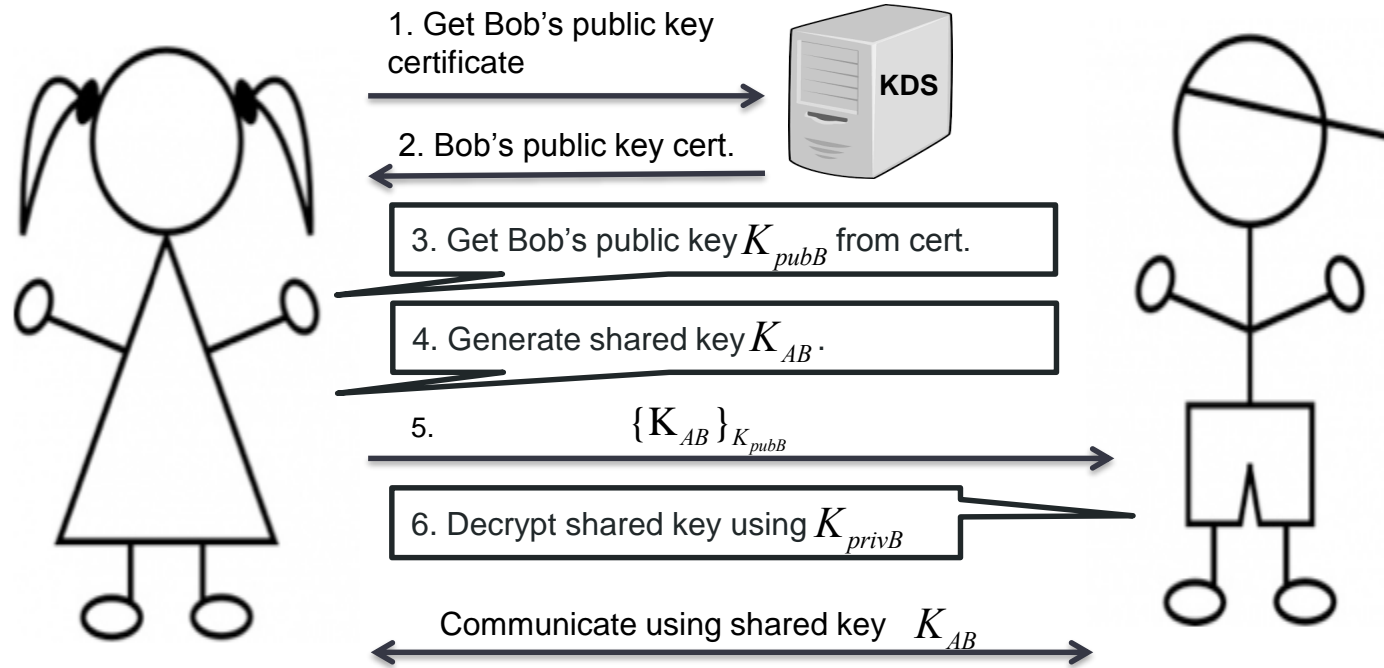 1. Get Bob’s public key
certificate
KDS
2. Bob’s public key cert.
3. Get Bob’s public key K_pubB from cert.
4. Generate shared key K_AB.
5. {K_AB}_K_pubB
6. Decrypt shared key using K_privB
Communicate using shared key K_AB